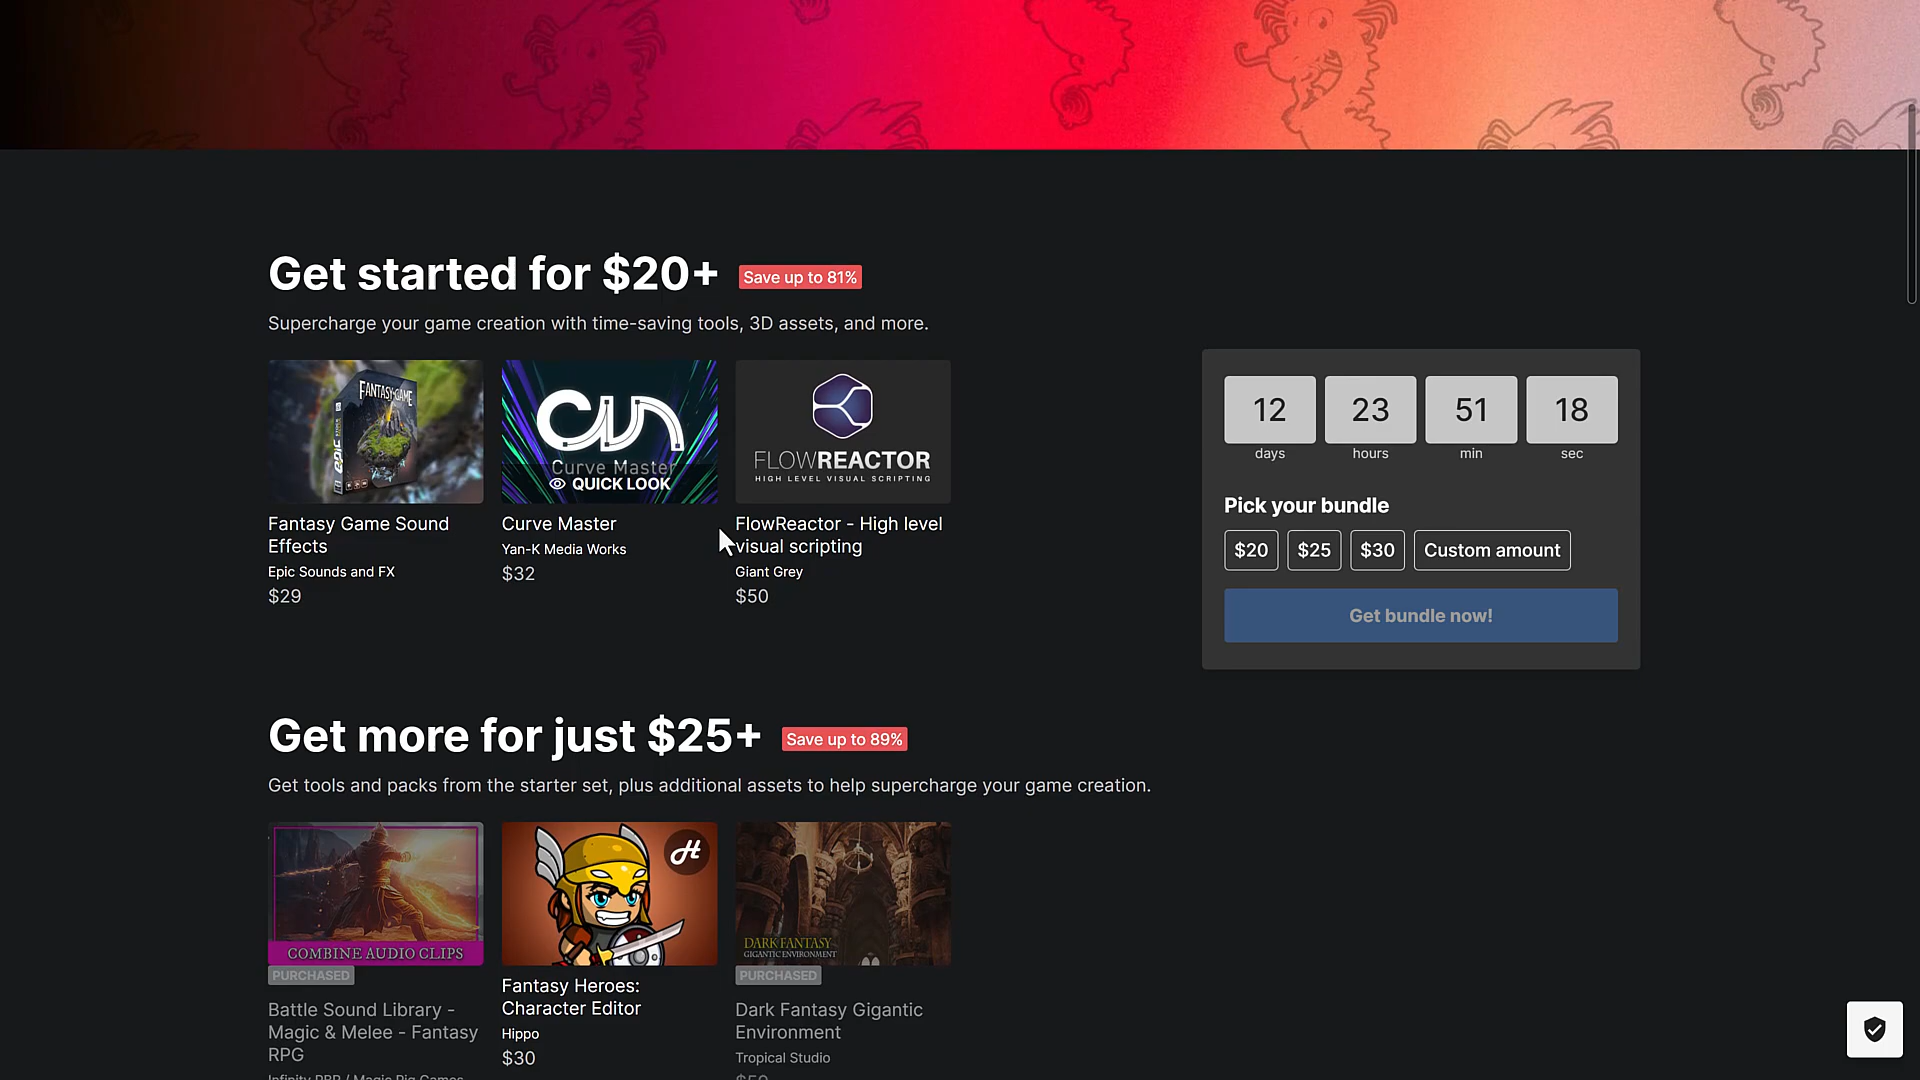 Get started for $20+
Save up to 81%
Supercharge your game creation with time-saving tools, 3D assets, and more.
FANTASY GAME
EPIC
Curve Master
QUICK LOOK
FLOWREACTOR
HIGH LEVEL VISUAL SCRIPTING
Fantasy Game Sound
Effects
Epic Sounds and FX
$29
Curve Master
Yan-K Media Works
$32
FlowReactor - High level
visual scripting
Giant Grey
$50
12
23
51
18
days
hours
min
sec
Pick your bundle
$20
$25
$30
Custom amount
Get bundle now!
Get more for just $25+
Save up to 89%
Get tools and packs from the starter set, plus additional assets to help supercharge your game creation.
COMBINE AUDIO CLIPS
PURCHASED
Battle Sound Library -
Magic & Melee - Fantasy
RPG
Infinity PBR / Magic Pig Games
H
Fantasy Heroes:
Character Editor
Hippo
$30
DARK FANTASY
GIGANTIC ENVIRONMENT
PURCHASED
Dark Fantasy Gigantic
Environment
Tropical Studio